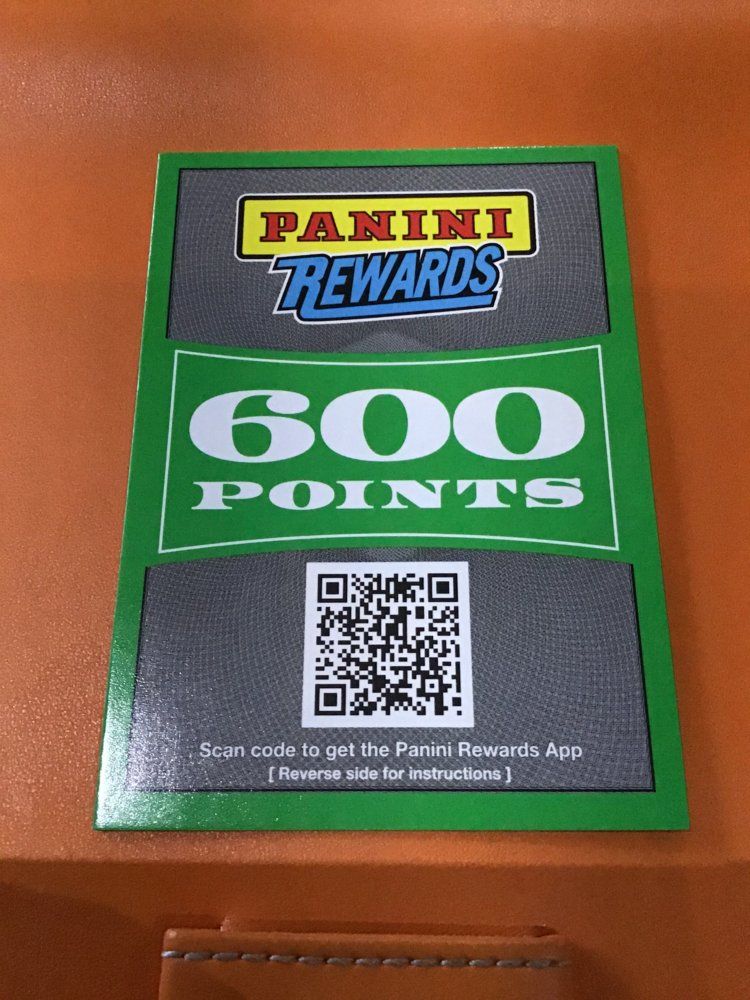 PANINI
REWARDS
600
POINTS
Scan code to get the Panini Rewards App
[ Reverse side for instructions ]